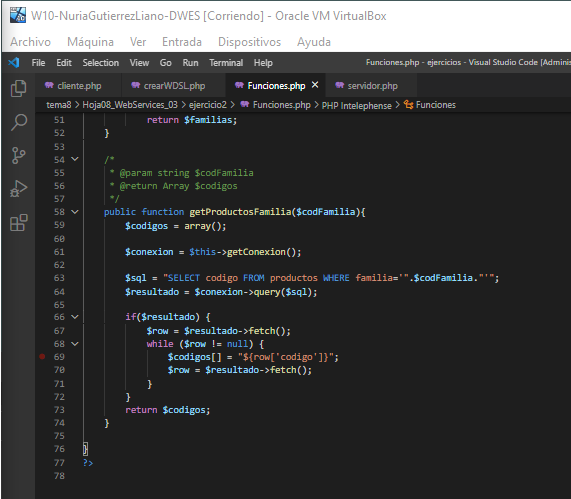 W10-NuriaGutierrezLiano-DWES [Corriendo] - Oracle VM VirtualBox
Archivo Máquina Ver Entrada Dispositivos Ayuda
File Edit Selection View Go Run Terminal Help Funciones.php - ejercicios - Visual Studio Code [Adminis
cliente.php crearWDSL.php Funciones.php × servidor.php
tema8 > Hoja08_WebServices_03 > ejercicio2 > Funciones.php > PHP Intelephense > Funciones
51 return $familias;
52 }
53
54 /*
55 * @param string $codFamilia
56 * @return Array $codigos
57 */
58 public function getProductosFamilia($codFamilia){
59 $codigos = array();
60
61 $conexion = $this->getConexion();
62
63 $sql = "SELECT codigo FROM productos WHERE familia='".$codFamilia."'";
64 $resultado = $conexion->query($sql);
65
66 if($resultado) {
67 $row = $resultado->fetch();
68 while ($row != null) {
69 $codigos[] = "${row['codigo']}";
70 $row = $resultado->fetch();
71 }
72 }
73 return $codigos;
74 }
75
76 }
77 ?>
78